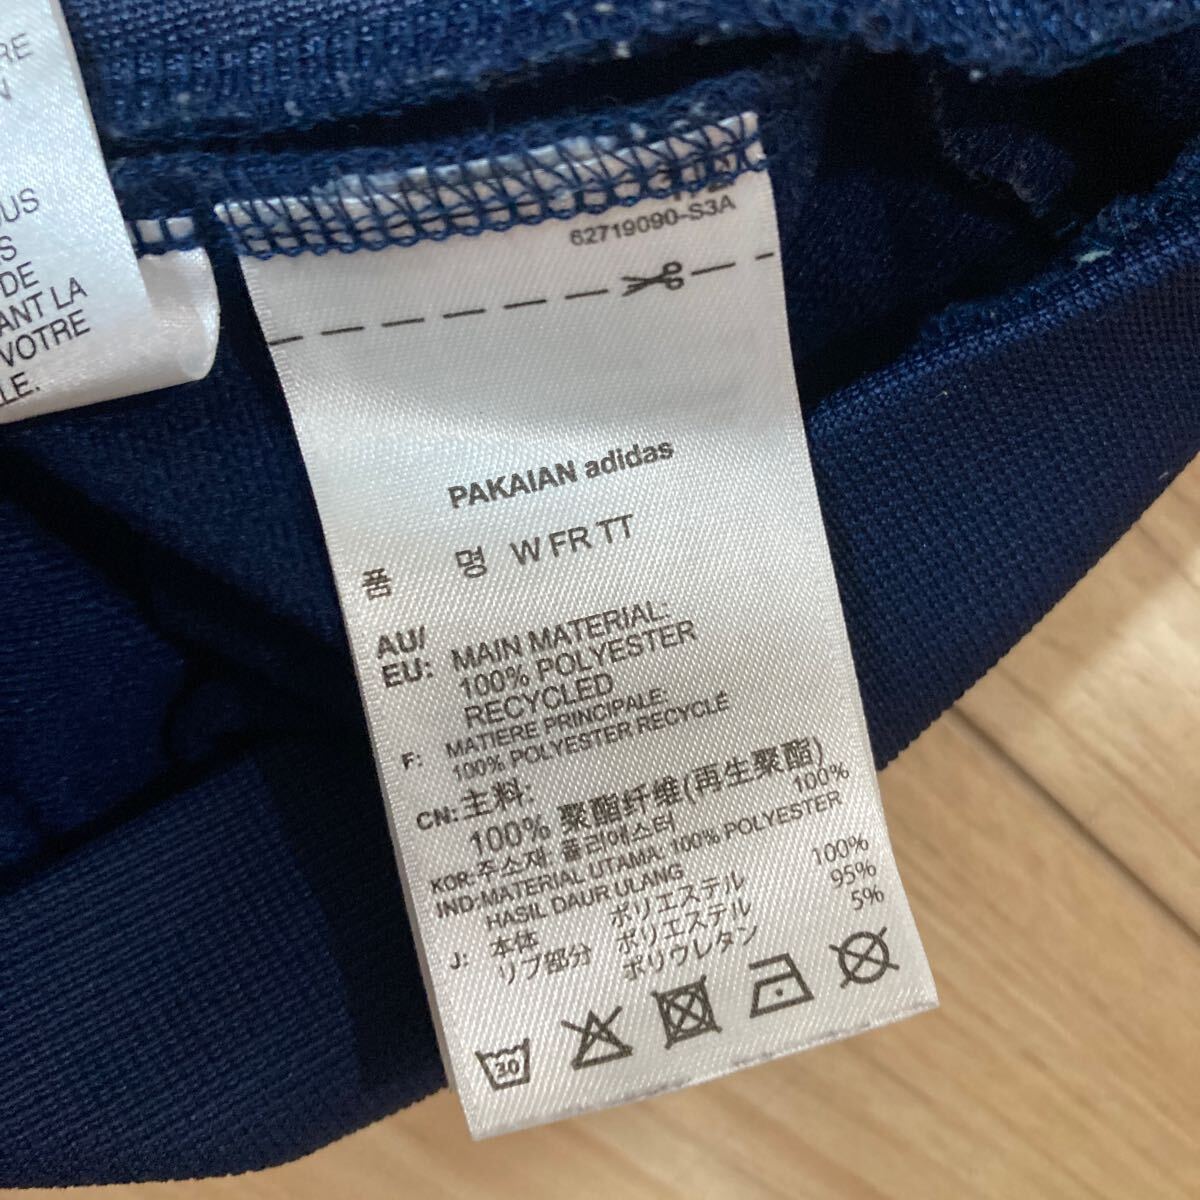 RE
N
US
S
DE
ANT LA
VOTRE
LE.
62719090-S3A
PAKAIAN adidas
품 명 W FR TT
AU/
EU: MAIN MATERIAL:
100% POLYESTER
RECYCLED
F: MATIERE PRINCIPALE:
100% POLYESTER RECYCLÉ
CN: 主料:
100% 聚酯纤维(再生聚酯)
KOR: 주소재: 폴리에스터 100%
IND: MATERIAL UTAMA: 100% POLYESTER
HASIL DAUR ULANG
J: 本体 ポリエステル 100%
リブ部分 ポリエステル 95%
ポリウレタン 5%
30